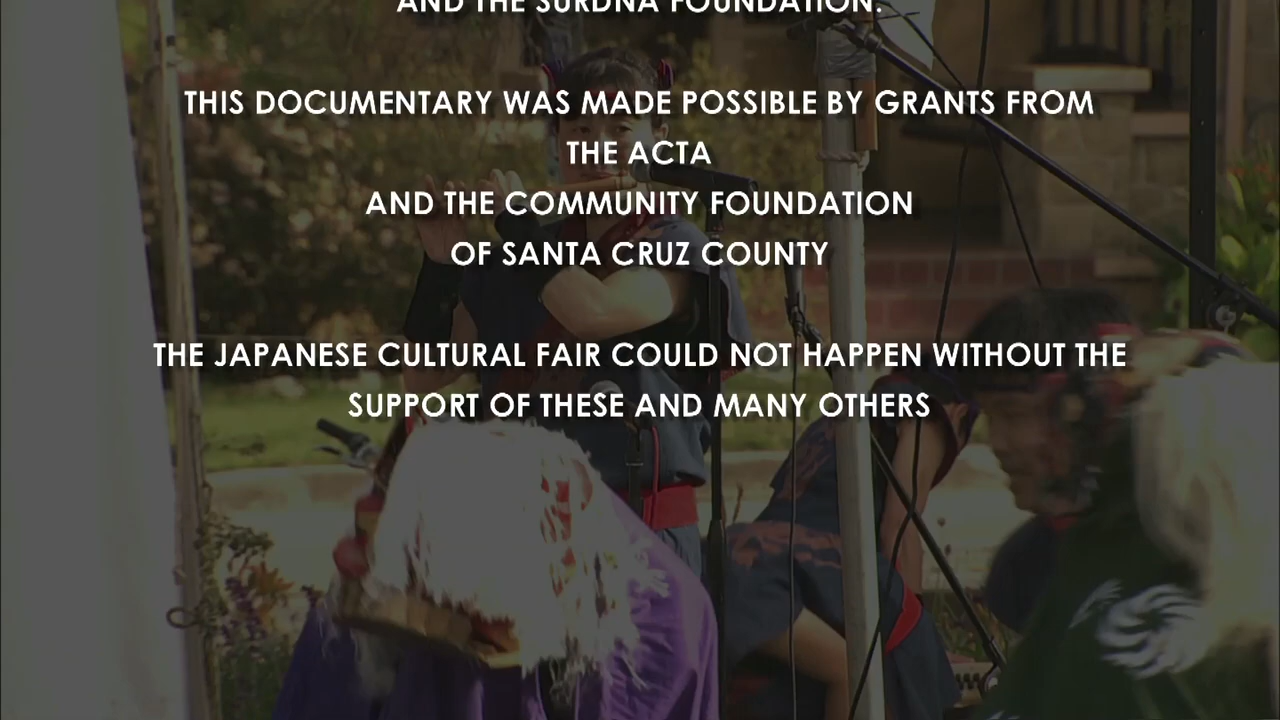 AND THE SURDNA FOUNDATION.
THIS DOCUMENTARY WAS MADE POSSIBLE BY GRANTS FROM
THE ACTA
AND THE COMMUNITY FOUNDATION
OF SANTA CRUZ COUNTY
THE JAPANESE CULTURAL FAIR COULD NOT HAPPEN WITHOUT THE
SUPPORT OF THESE AND MANY OTHERS